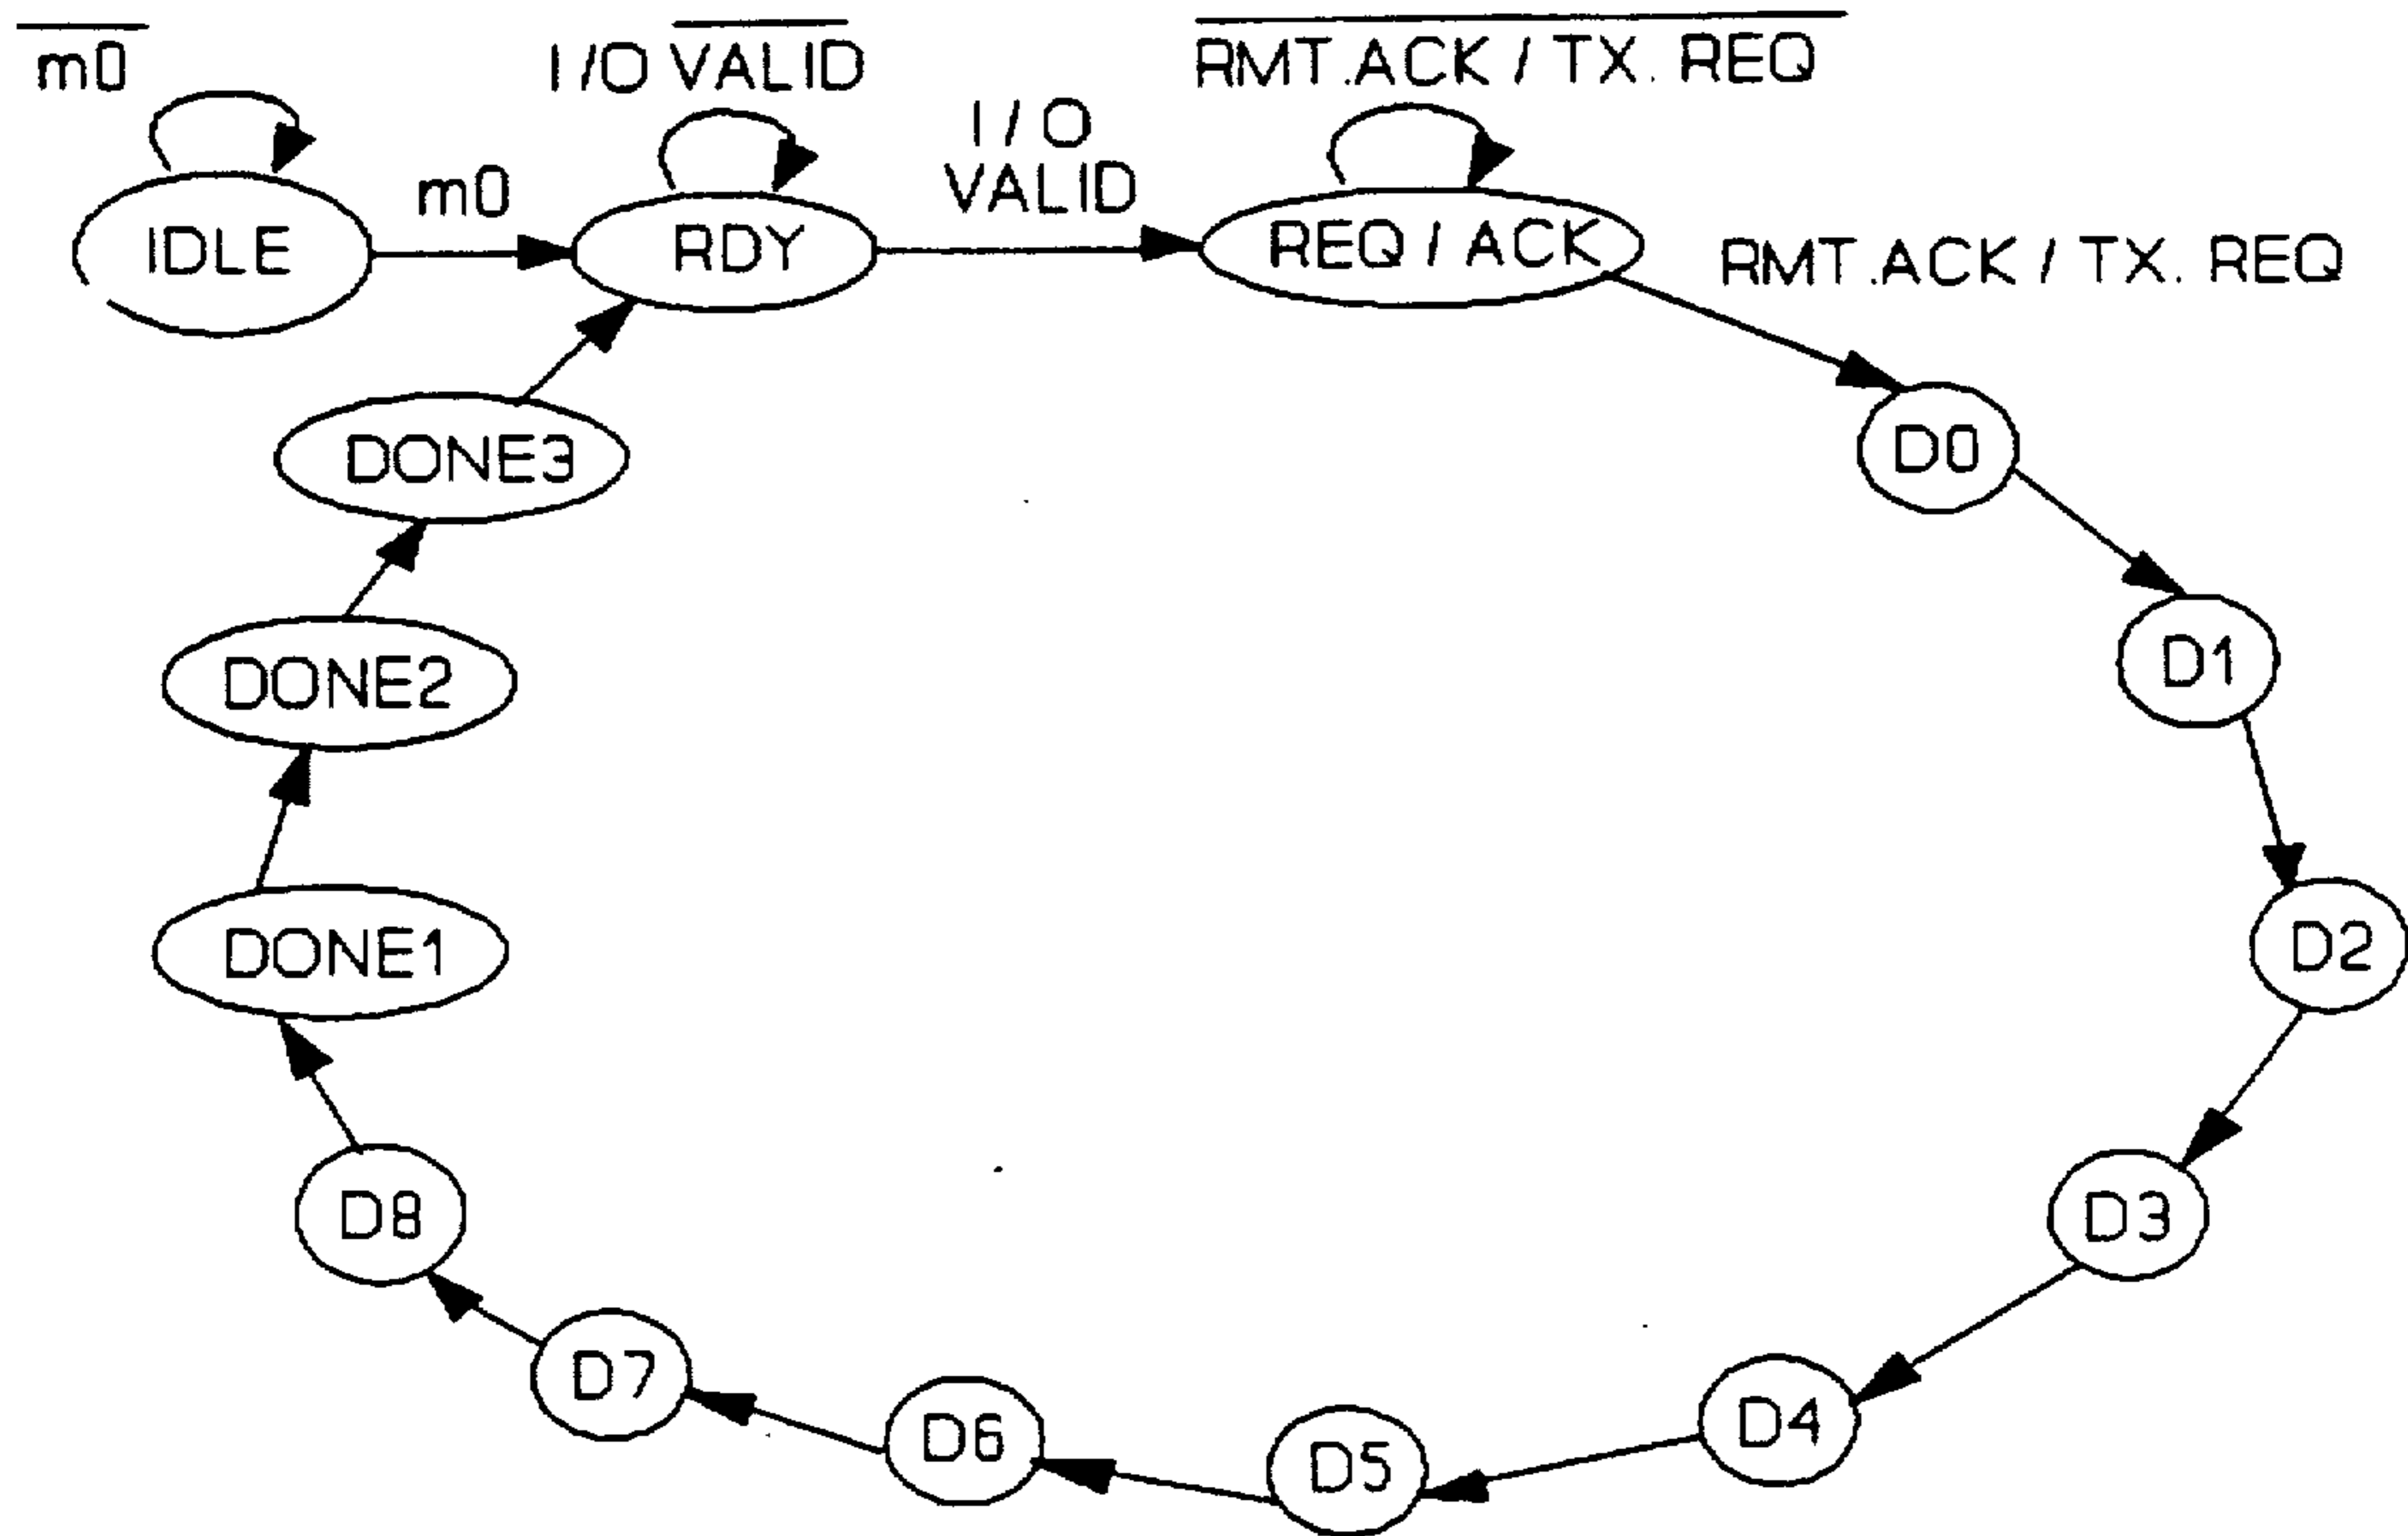 m0
I/O VALID
RMT.ACK / TX. REQ
I/O
VALID
m0
IDLE
RDY
REQ / ACK
RMT.ACK / TX. REQ
DONE3
D0
DONE2
D1
DONE1
D2
D8
D3
D7
D6
D5
D4